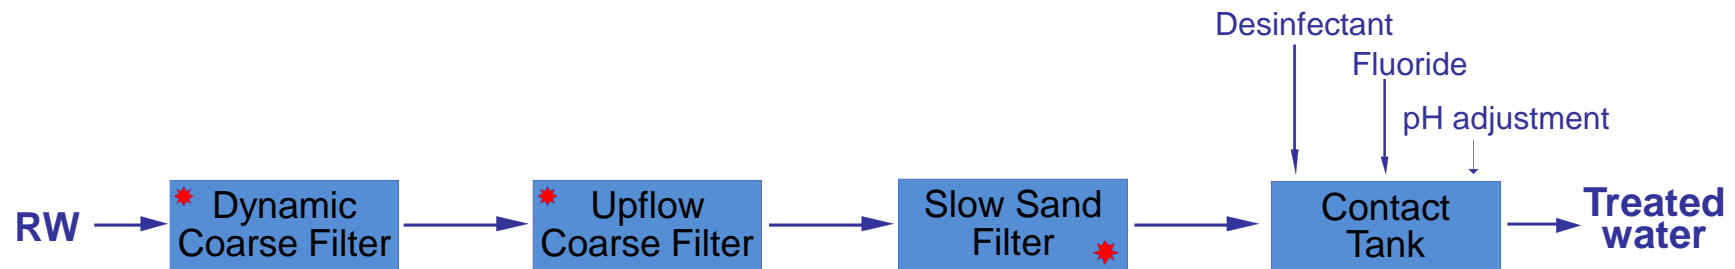 Desinfectant
Fluoride
pH adjustment
RW
Dynamic
Coarse Filter
Upflow
Coarse Filter
Slow Sand
Filter
Contact
Tank
Treated
water